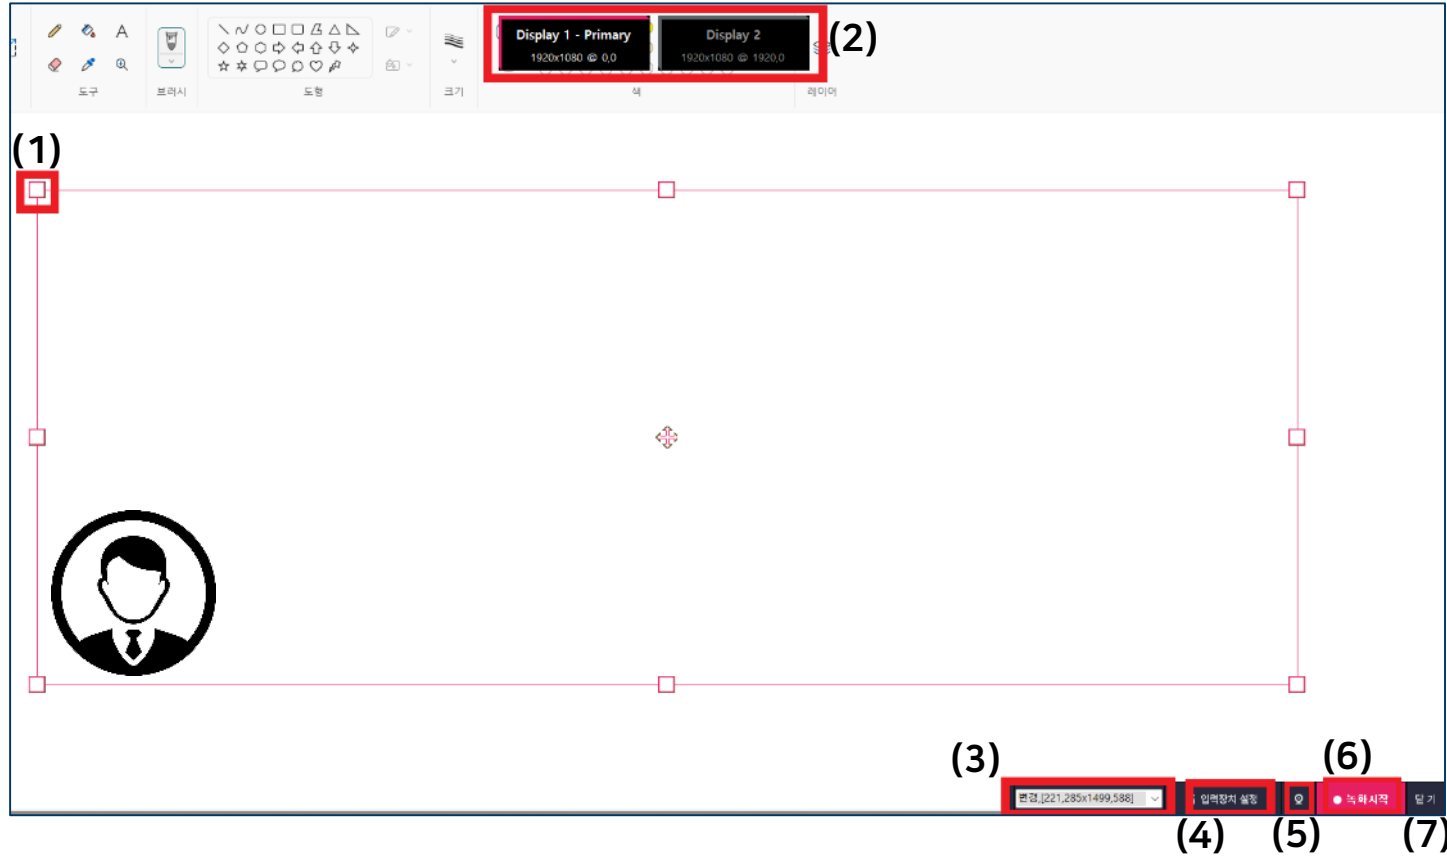 Display 1 - Primary
1920x1080 @ 0,0
Display 2
1920x1080 @ 1920,0
(2)
도구
브러시
도형
크기
색
레이어
(1)
(3)
(6)
변경,[221,285x1499,588]
입력장치 설정
녹화시작
닫기
(4)
(5)
(7)